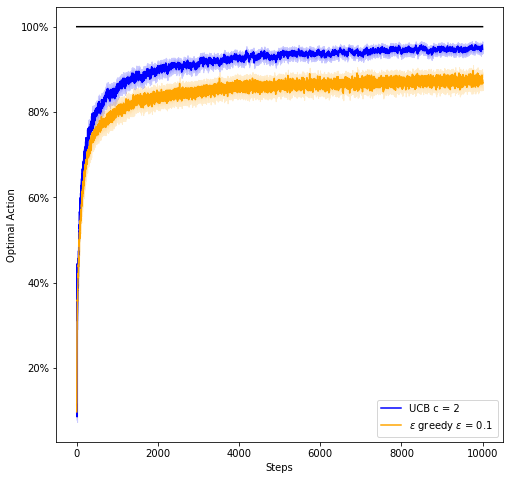 100%
80%
60%
40%
20%
Optimal Action
0
2000
4000
6000
8000
10000
Steps
UCB c = 2
ε greedy ε = 0.1